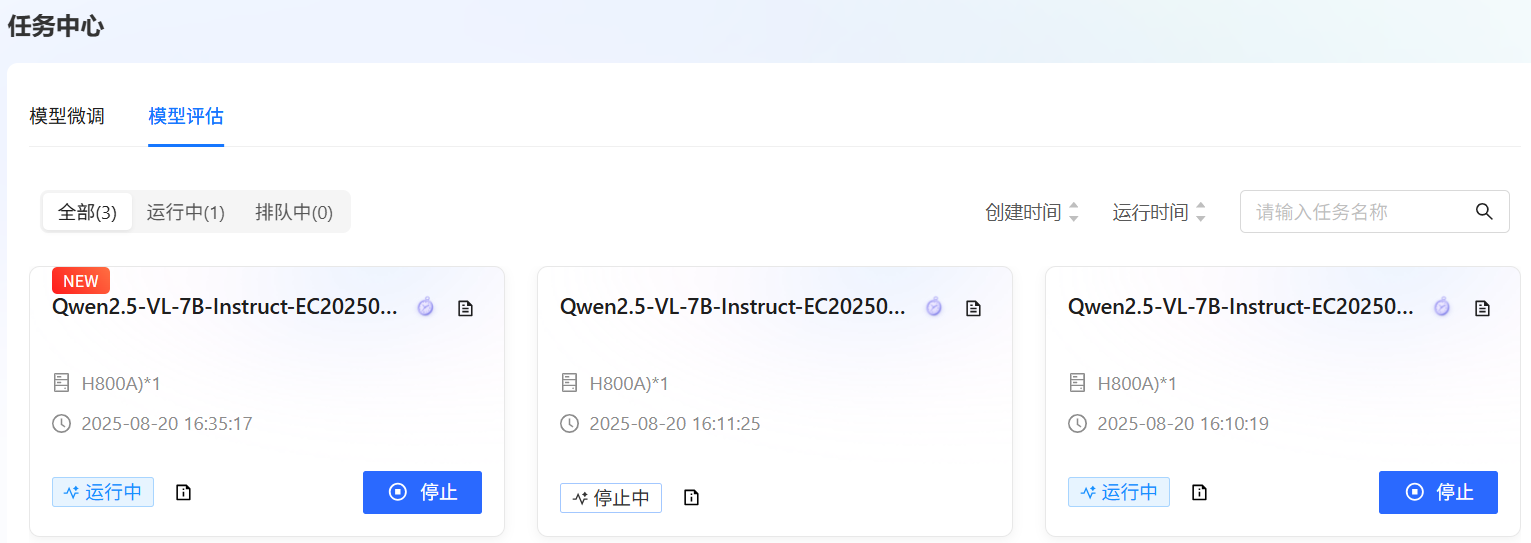 任务中心
模型微调 模型评估
全部(3) 运行中(1) 排队中(0) 创建时间 运行时间 请输入任务名称
NEW
Qwen2.5-VL-7B-Instruct-EC20250... Qwen2.5-VL-7B-Instruct-EC20250... Qwen2.5-VL-7B-Instruct-EC20250...
H800A)*1 H800A)*1 H800A)*1
2025-08-20 16:35:17 2025-08-20 16:11:25 2025-08-20 16:10:19
运行中 停止 停止中 运行中 停止